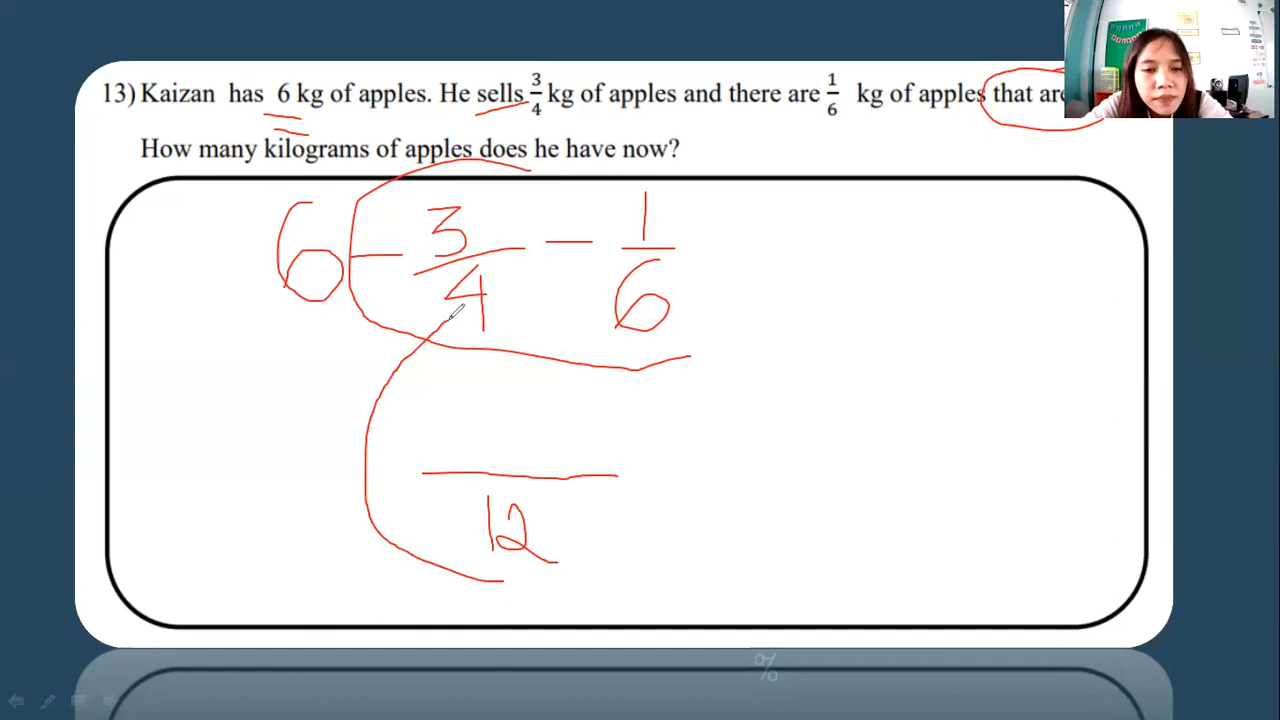 13) Kaizan has 6 kg of apples. He sells 3/4 kg of apples and there are 1/6 kg of apples that are
How many kilograms of apples does he have now?
6 - 3/4 - 1/6
12
%